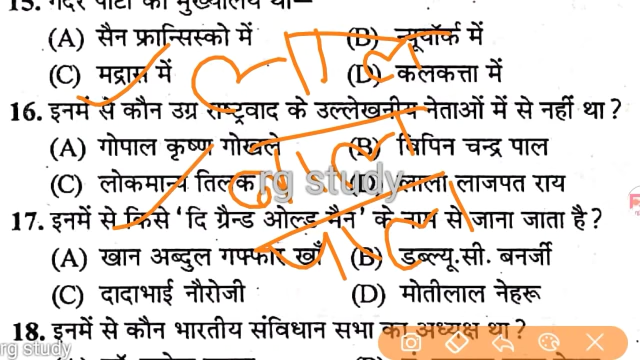 15. गदर पार्टी का मुख्यालय था—
(A) सैन फ्रान्सिस्को में (B) न्यूयॉर्क में
(C) मद्रास में (D) कलकत्ता में
16. इनमें से कौन उग्र राष्ट्रवाद के उल्लेखनीय नेताओं में से नहीं था ?
(A) गोपाल कृष्ण गोखले (B) बिपिन चन्द्र पाल
(C) लोकमान्य तिलक (D) लाला लाजपत राय
rg study
17. इनमें से किसे ‘दि ग्रैन्ड ओल्ड मैन’ के नाम से जाना जाता है ?
(A) खान अब्दुल गफ्फार खाँ (B) डब्ल्यू.सी. बनर्जी
(C) दादाभाई नौरोजी (D) मोतीलाल नेहरू
18. इनमें से कौन भारतीय संविधान सभा का अध्यक्ष था ?
rg study
लाल
बाल
पाल